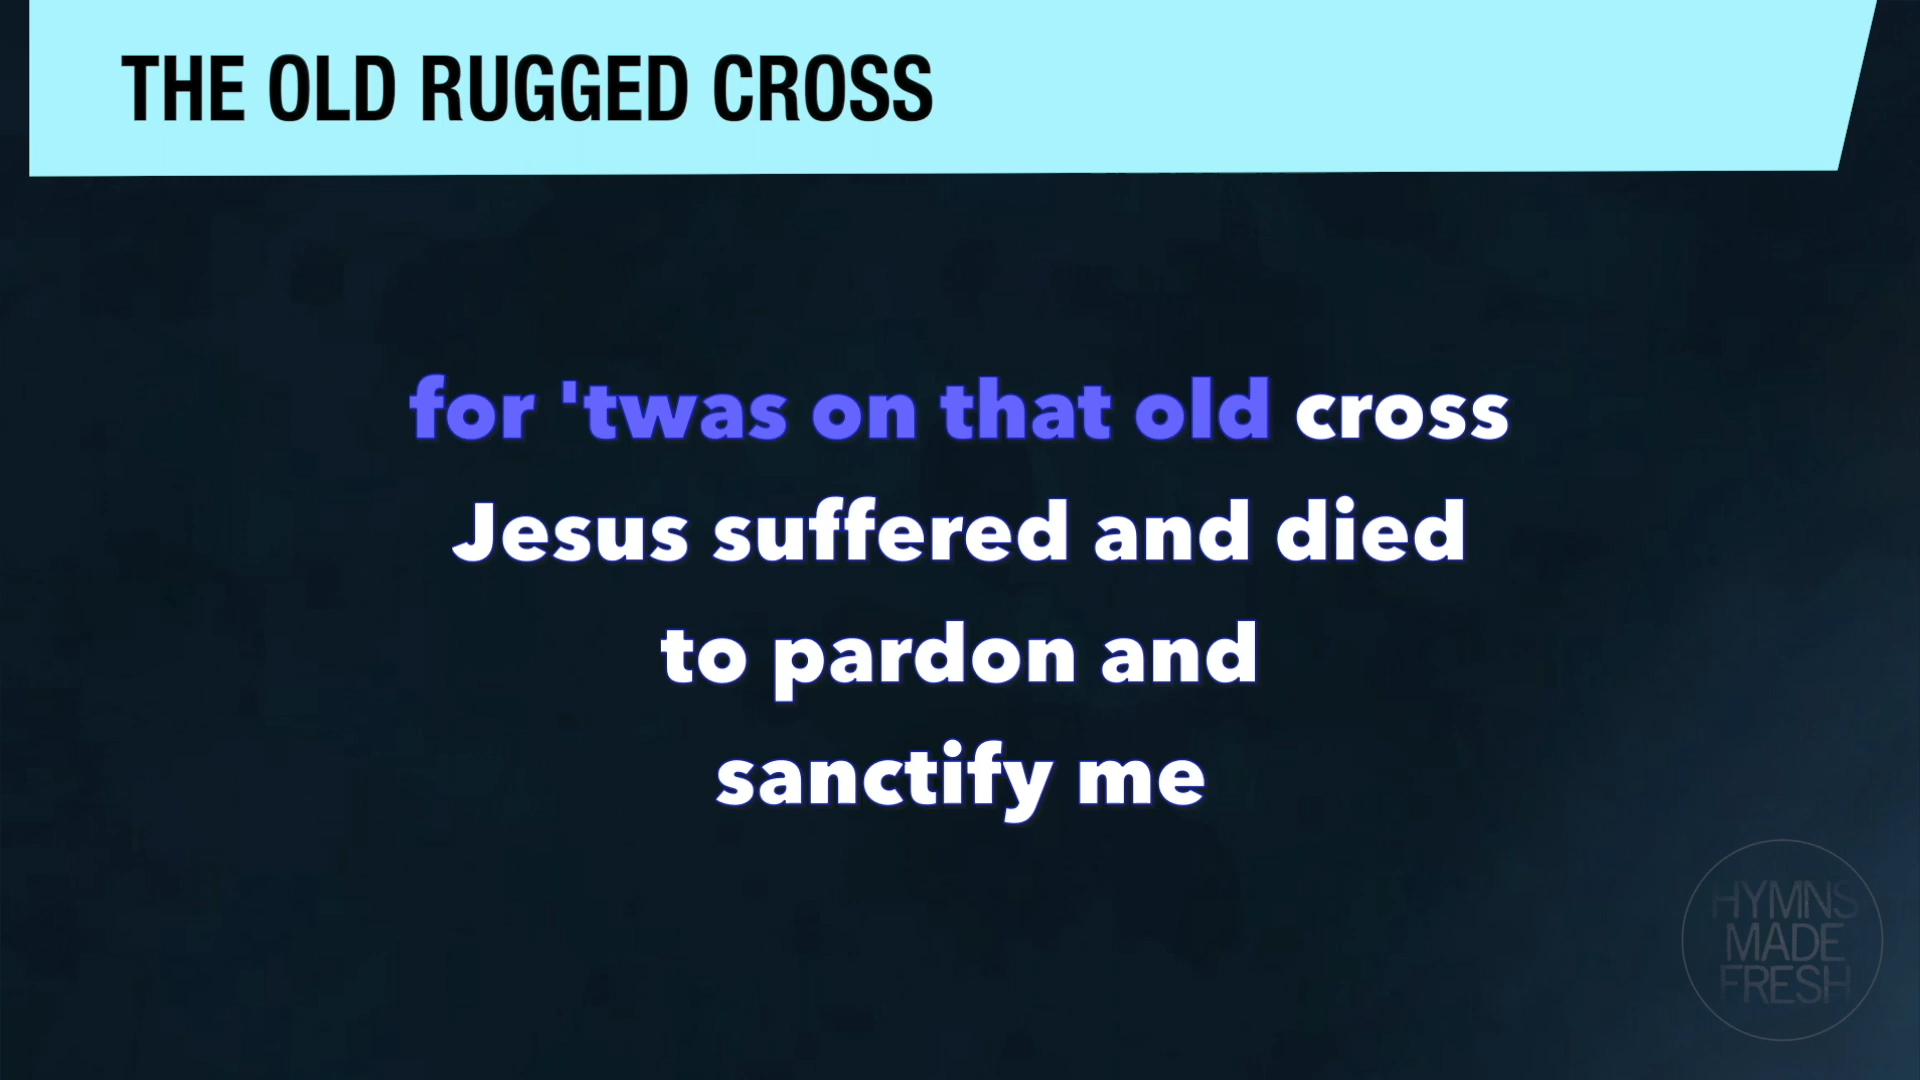 THE OLD RUGGED CROSS
for 'twas on that old cross
Jesus suffered and died
to pardon and
sanctify me
HYMNS
MADE
FRESH